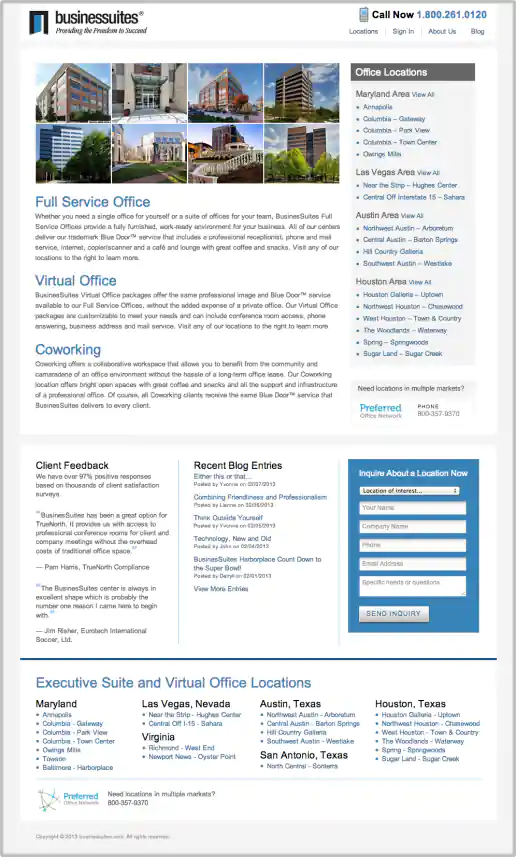 businessuites®
Providing the Freedom to Succeed
Call Now 1.800.261.0120
Locations Sign In About Us Blog
Full Service Office
Whether you need a single office for yourself or a suite of offices for your team, BusinesSuites Full
Service Offices provide a fully furnished, work-ready environment for your business. All of our centers
deliver our trademark Blue Door™ service that includes a professional receptionist, phone and mail
service, internet, copier/scanner and a café and lounge with great coffee and snacks. Visit any of our
locations to the right to learn more.
Virtual Office
BusinesSuites Virtual Office packages offer the same professional image and Blue Door™ service
available to our Full Service Offices, without the added expense of a private office. Our Virtual Office
packages are customizable to meet your needs and can include conference room access, phone
answering, business address and mail service. Visit any of our locations to the right to learn more
Coworking
Coworking offers a collaborative workspace that allows you to benefit from the community and
camaraderie of an office environment without the hassle of a long-term office lease. Our Coworking
location offers bright open spaces with great coffee and snacks and all the support and infrastructure
of a professional office. Of course, all Coworking clients receive the same Blue Door™ service that
BusinesSuites delivers to every client.
Office Locations
Maryland Area View All
Annapolis
Columbia – Gateway
Columbia – Park View
Columbia – Town Center
Owings Mills
Las Vegas Area View All
Near the Strip – Hughes Center
Central Off Interstate 15 – Sahara
Austin Area View All
Northwest Austin – Arboretum
Central Austin – Barton Springs
Hill Country Galleria
Southwest Austin – Westlake
Houston Area View All
Houston Galleria – Uptown
Northwest Houston – Chasewood
West Houston – Town & Country
The Woodlands – Waterway
Spring – Springwoods
Sugar Land – Sugar Creek
Need locations in multiple markets?
Preferred
Office Network
PHONE
800-357-9370
Client Feedback
We have over 97% positive responses
based on thousands of client satisfaction
surveys.
"BusinesSuites has been a great option for
TrueNorth. It provides us with access to
professional conference rooms for client and
company meetings without the overhead
costs of traditional office space."
— Pam Harris, TrueNorth Compliance
"The BusinesSuites center is always in
excellent shape which is probably the
number one reason I came here to begin
with."
— Jim Risher, Eurotech International
Soccer, Ltd.
Recent Blog Entries
Either this or that...
Posted by Yvonne on 02/07/2013
Combining Friendliness and Professionalism
Posted by Lianne on 02/06/2013
Think Outside Yourself
Posted by Yvonne on 02/05/2013
Technology, New and Old
Posted by John on 02/04/2013
BusinesSuites Harborplace Count Down to
the Super Bowl!
Posted by Darryll on 02/01/2013
View More Entries
Inquire About a Location Now
Location of Interest...
Your Name
Company Name
Phone
Email Address
Specific needs or questions
SEND INQUIRY
Executive Suite and Virtual Office Locations
Maryland
Annapolis
Columbia - Gateway
Columbia - Park View
Columbia - Town Center
Owings Mills
Towson
Baltimore - Harborplace
Las Vegas, Nevada
Near the Strip - Hughes Center
Central Off I-15 - Sahara
Virginia
Richmond - West End
Newport News - Oyster Point
Austin, Texas
Northwest Austin - Arboretum
Central Austin - Barton Springs
Hill Country Galleria
Southwest Austin - Westlake
San Antonio, Texas
North Central - Sonterra
Houston, Texas
Houston Galleria - Uptown
Northwest Houston - Chasewood
West Houston - Town & Country
The Woodlands - Waterway
Spring - Springwoods
Sugar Land - Sugar Creek
Preferred
Office Network
Need locations in multiple markets?
800-357-9370
Copyright © 2013 businessuites.com. All rights reserved.